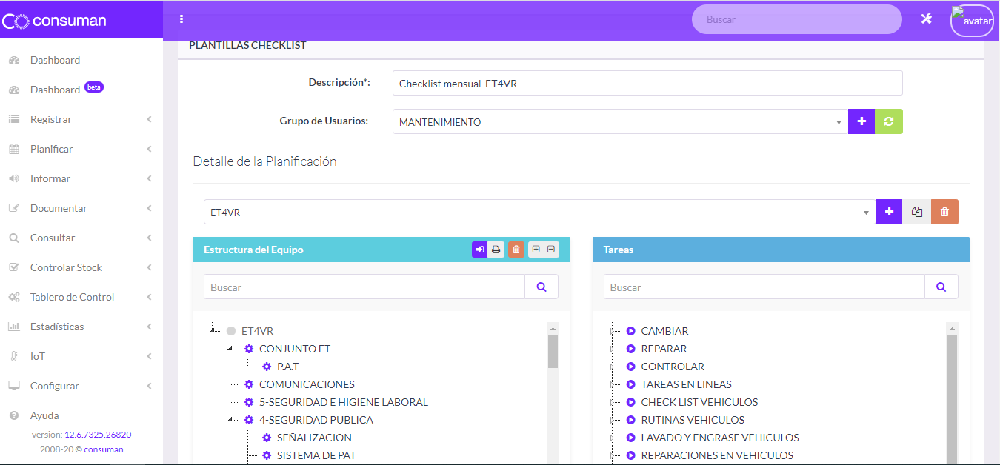 consuman
Buscar
avatar
Dashboard
Dashboard beta
Registrar
Planificar
Informar
Documentar
Consultar
Controlar Stock
Tablero de Control
Estadísticas
IoT
Configurar
Ayuda
version: 12.6.7325.26820
2008-20 © consuman
PLANTILLAS CHECKLIST
Descripción*:
Checklist mensual ET4VR
Grupo de Usuarios:
MANTENIMIENTO
Detalle de la Planificación
ET4VR
Estructura del Equipo
Buscar
ET4VR
CONJUNTO ET
P.A.T
COMUNICACIONES
5-SEGURIDAD E HIGIENE LABORAL
4-SEGURIDAD PUBLICA
SEÑALIZACION
SISTEMA DE PAT
Tareas
Buscar
CAMBIAR
REPARAR
CONTROLAR
TAREAS EN LINEAS
CHECK LIST VEHICULOS
RUTINAS VEHICULOS
LAVADO Y ENGRASE VEHICULOS
REPARACIONES EN VEHICULOS